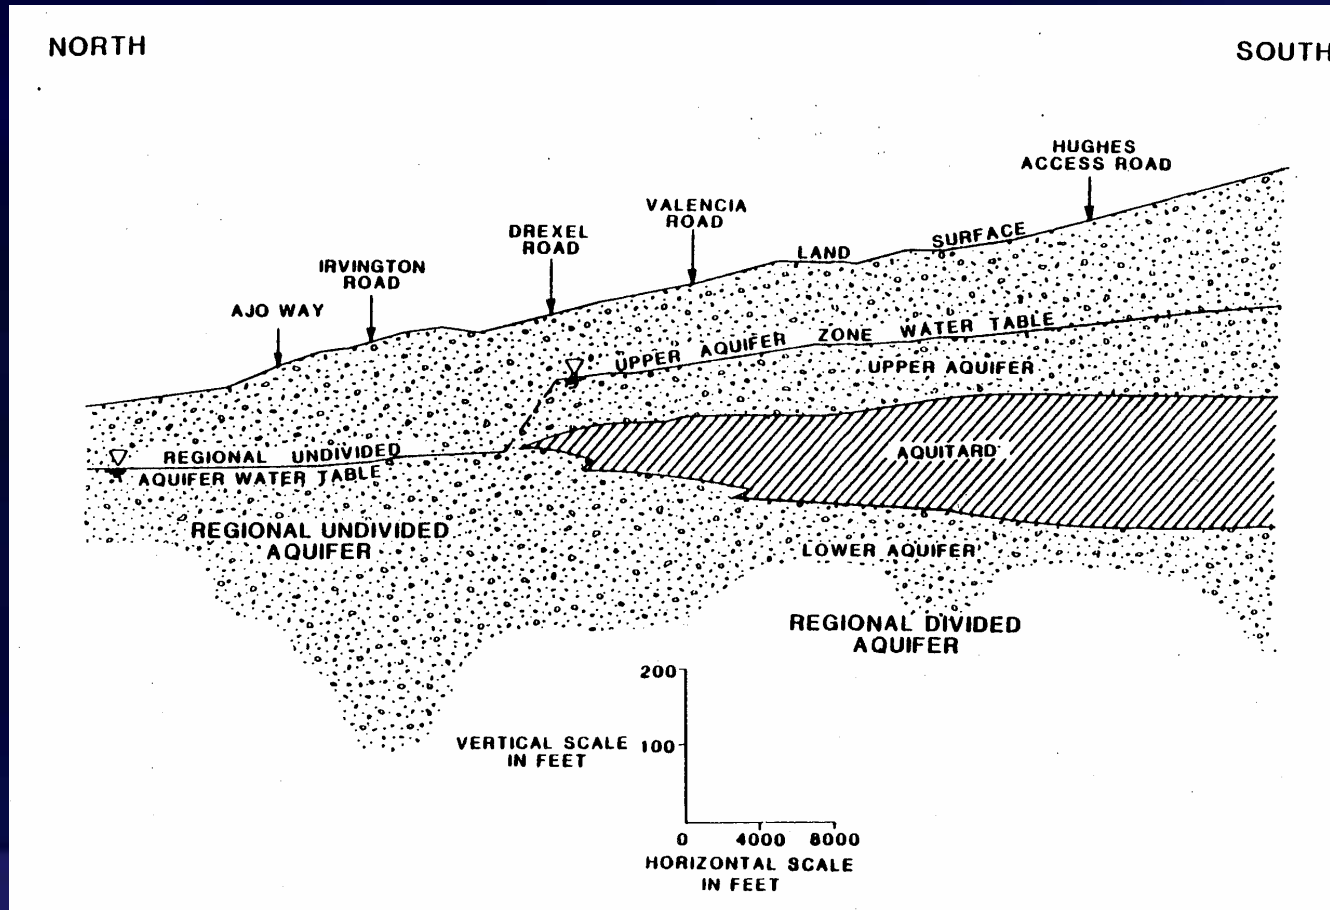 NORTH
SOUTH
HUGHES
ACCESS ROAD
VALENCIA
ROAD
DREXEL
ROAD
IRVINGTON
ROAD
AJO WAY
LAND SURFACE
UPPER AQUIFER ZONE WATER TABLE
UPPER AQUIFER
AQUITARD
REGIONAL UNDIVIDED
AQUIFER WATER TABLE
REGIONAL UNDIVIDED
AQUIFER
LOWER AQUIFER
REGIONAL DIVIDED
AQUIFER
200
VERTICAL SCALE 100
IN FEET
0 4000 8000
HORIZONTAL SCALE
IN FEET